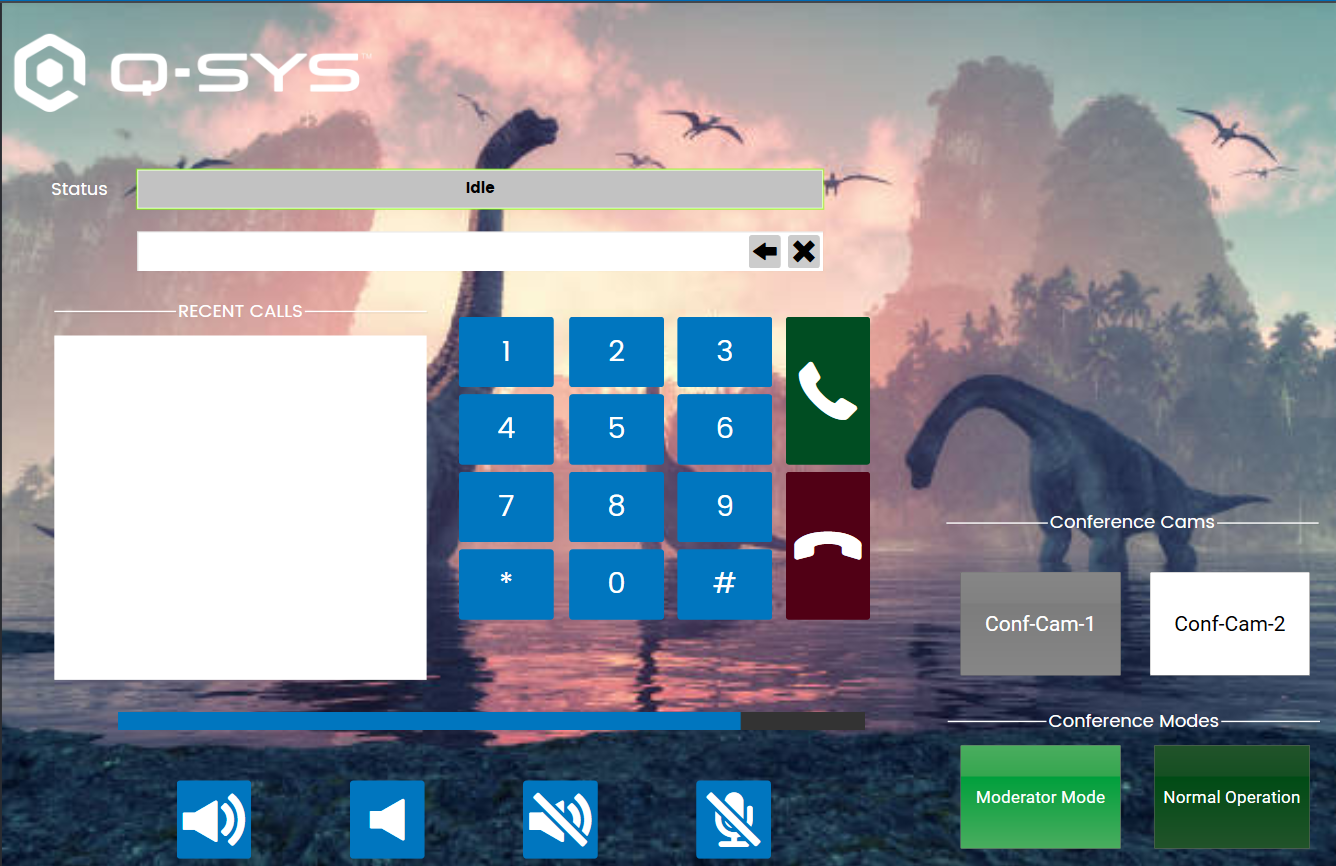 Q-SYS™
Status
Idle
RECENT CALLS
1 2 3
4 5 6
7 8 9
* 0 #
Conference Cams
Conf-Cam-1 Conf-Cam-2
Conference Modes
Moderator Mode Normal Operation